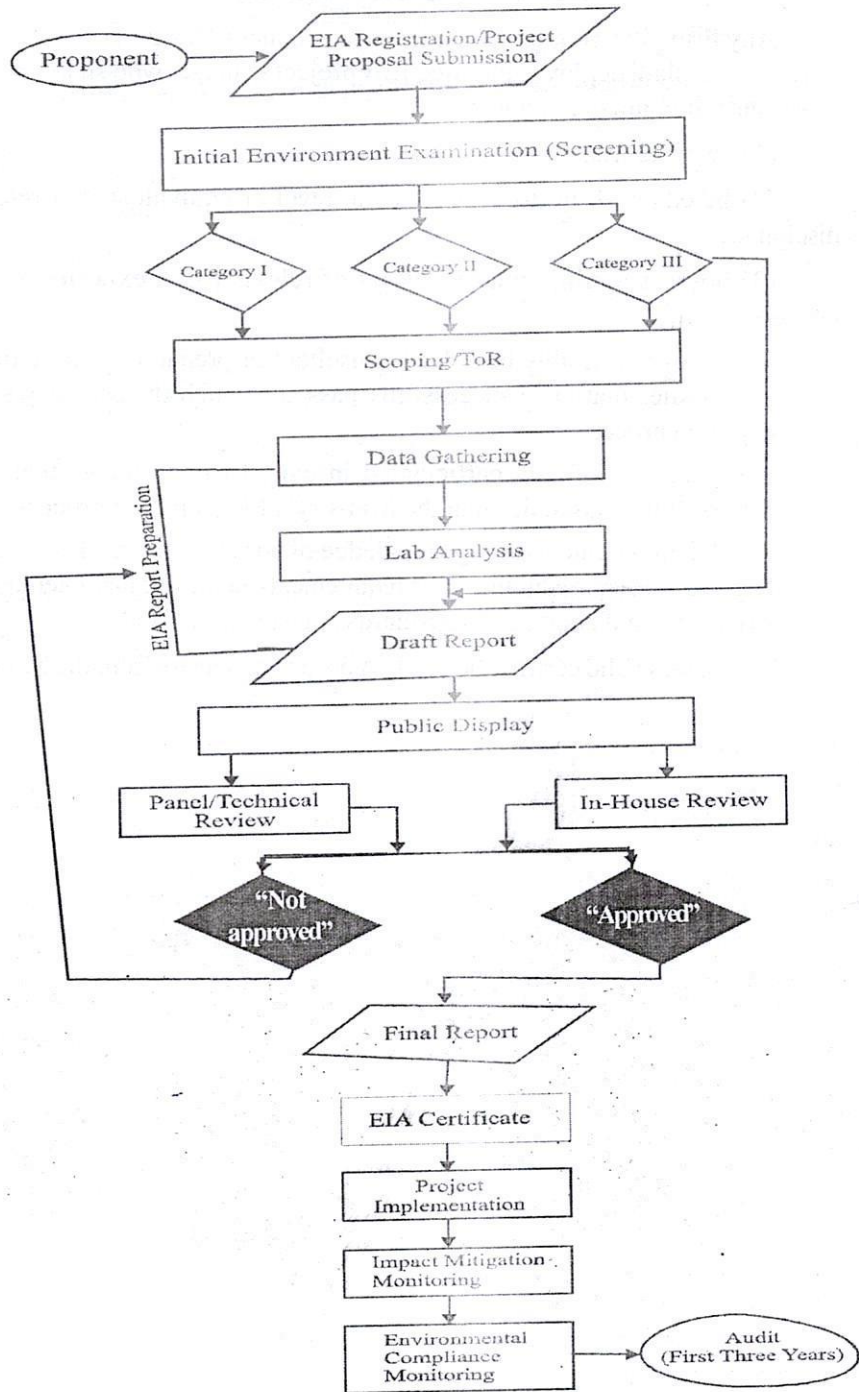 Proponent
EIA Registration/Project
Proposal Submission
Initial Environment Examination (Screening)
Category I
Category II
Category III
Scoping/ToR
Data Gathering
EIA Report Preparation
Lab Analysis
Draft Report
Public Display
Panel/Technical
Review
In-House Review
“Not
approved”
“Approved”
Final Report
EIA Certificate
Project
Implementation
Impact Mitigation
Monitoring
Environmental
Compliance
Monitoring
Audit
(First Three Years)